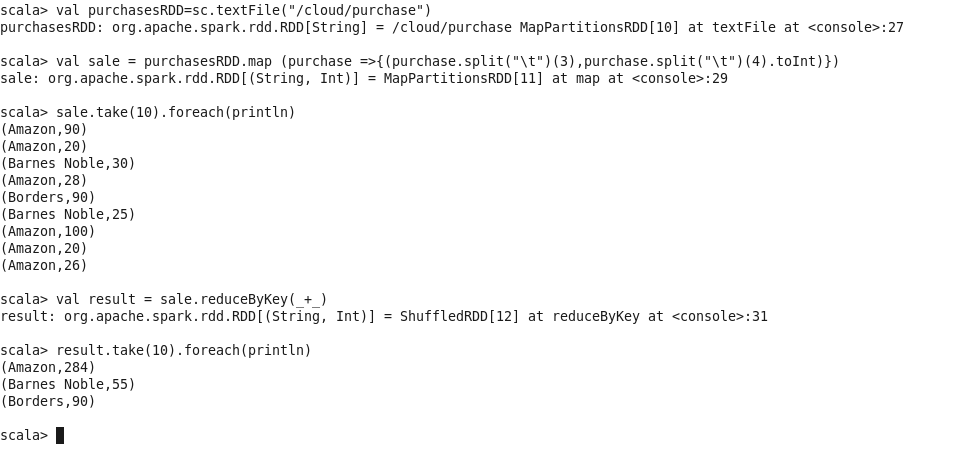 scala> val purchasesRDD=sc.textFile("/cloud/purchase")
purchasesRDD: org.apache.spark.rdd.RDD[String] = /cloud/purchase MapPartitionsRDD[10] at textFile at <console>:27
scala> val sale = purchasesRDD.map (purchase =>{(purchase.split("\t")(3),purchase.split("\t")(4).toInt)})
sale: org.apache.spark.rdd.RDD[(String, Int)] = MapPartitionsRDD[11] at map at <console>:29
scala> sale.take(10).foreach(println)
(Amazon,90)
(Amazon,20)
(Barnes Noble,30)
(Amazon,28)
(Borders,90)
(Barnes Noble,25)
(Amazon,100)
(Amazon,20)
(Amazon,26)
scala> val result = sale.reduceByKey(_+_)
result: org.apache.spark.rdd.RDD[(String, Int)] = ShuffledRDD[12] at reduceByKey at <console>:31
scala> result.take(10).foreach(println)
(Amazon,284)
(Barnes Noble,55)
(Borders,90)
scala>